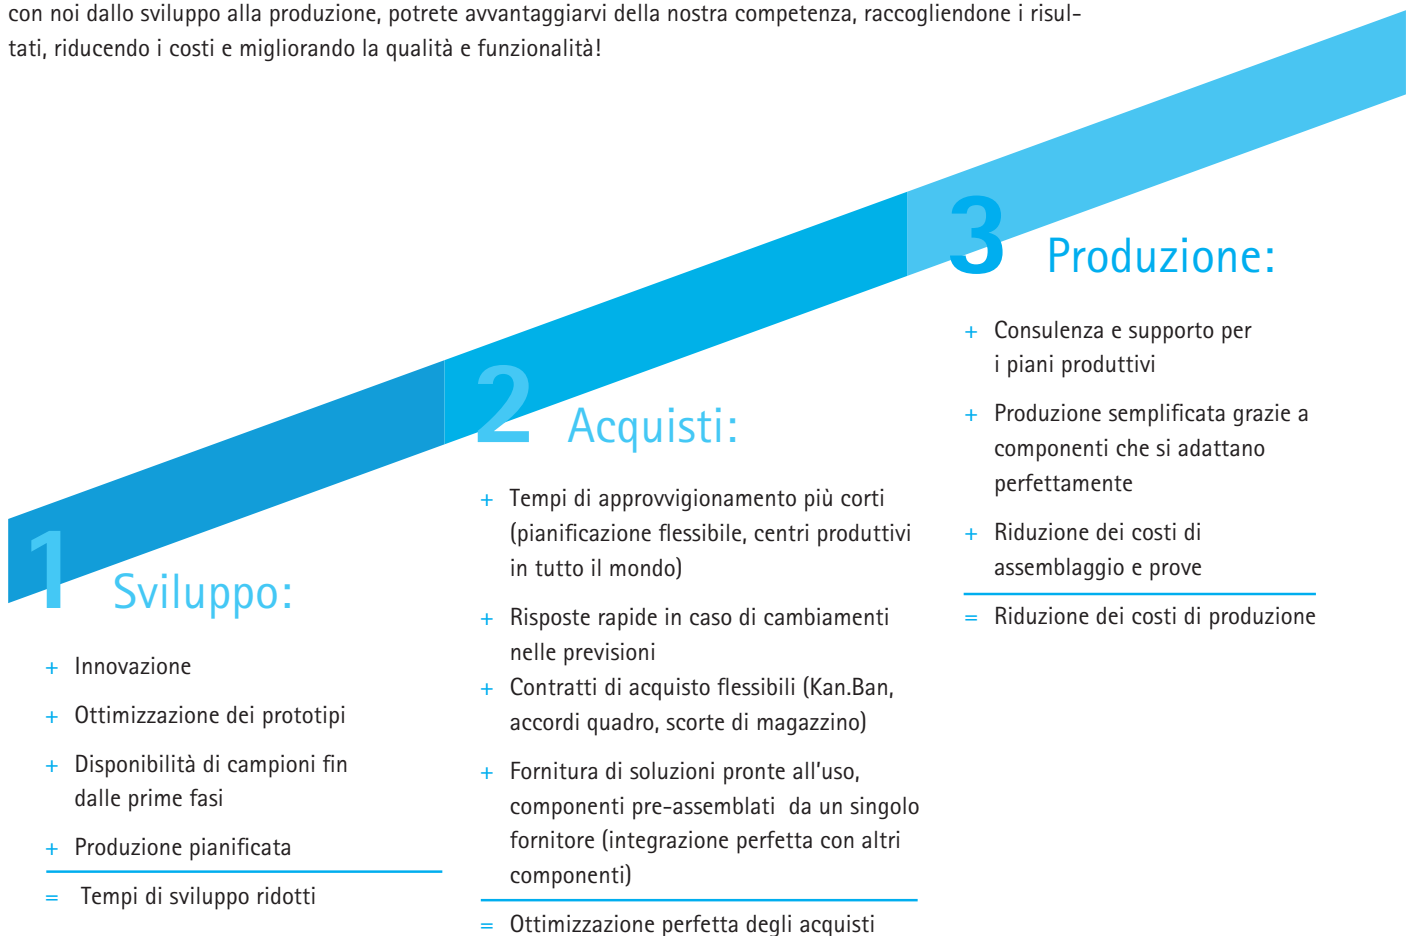 con noi dallo sviluppo alla produzione, potrete avvantaggiarvi della nostra competenza, raccogliendone i risul-
tati, riducendo i costi e migliorando la qualità e funzionalità!
1 Sviluppo:
+ Innovazione
+ Ottimizzazione dei prototipi
+ Disponibilità di campioni fin
dalle prime fasi
+ Produzione pianificata
= Tempi di sviluppo ridotti
2 Acquisti:
+ Tempi di approvvigionamento più corti
(pianificazione flessibile, centri produttivi
in tutto il mondo)
+ Risposte rapide in caso di cambiamenti
nelle previsioni
+ Contratti di acquisto flessibili (Kan.Ban,
accordi quadro, scorte di magazzino)
+ Fornitura di soluzioni pronte all'uso,
componenti pre-assemblati da un singolo
fornitore (integrazione perfetta con altri
componenti)
= Ottimizzazione perfetta degli acquisti
3 Produzione:
+ Consulenza e supporto per
i piani produttivi
+ Produzione semplificata grazie a
componenti che si adattano
perfettamente
+ Riduzione dei costi di
assemblaggio e prove
= Riduzione dei costi di produzione